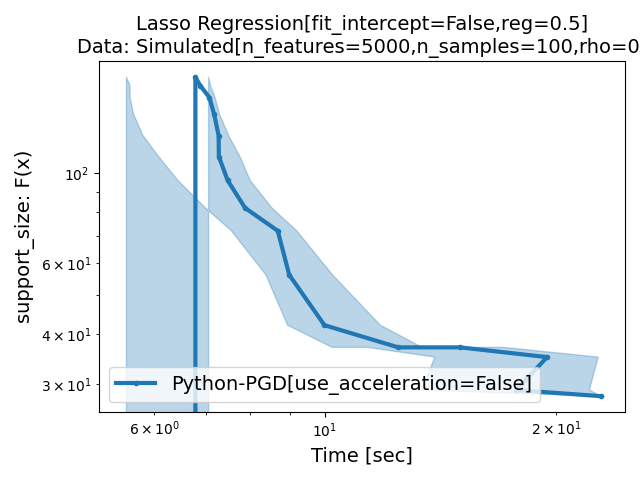 Lasso Regression[fit_intercept=False,reg=0.5]
Data: Simulated[n_features=5000,n_samples=100,rho=0
support_size: F(x)
10²
6 × 10¹
4 × 10¹
3 × 10¹
Python-PGD[use_acceleration=False]
6 × 10⁰
10¹
2 × 10¹
Time [sec]